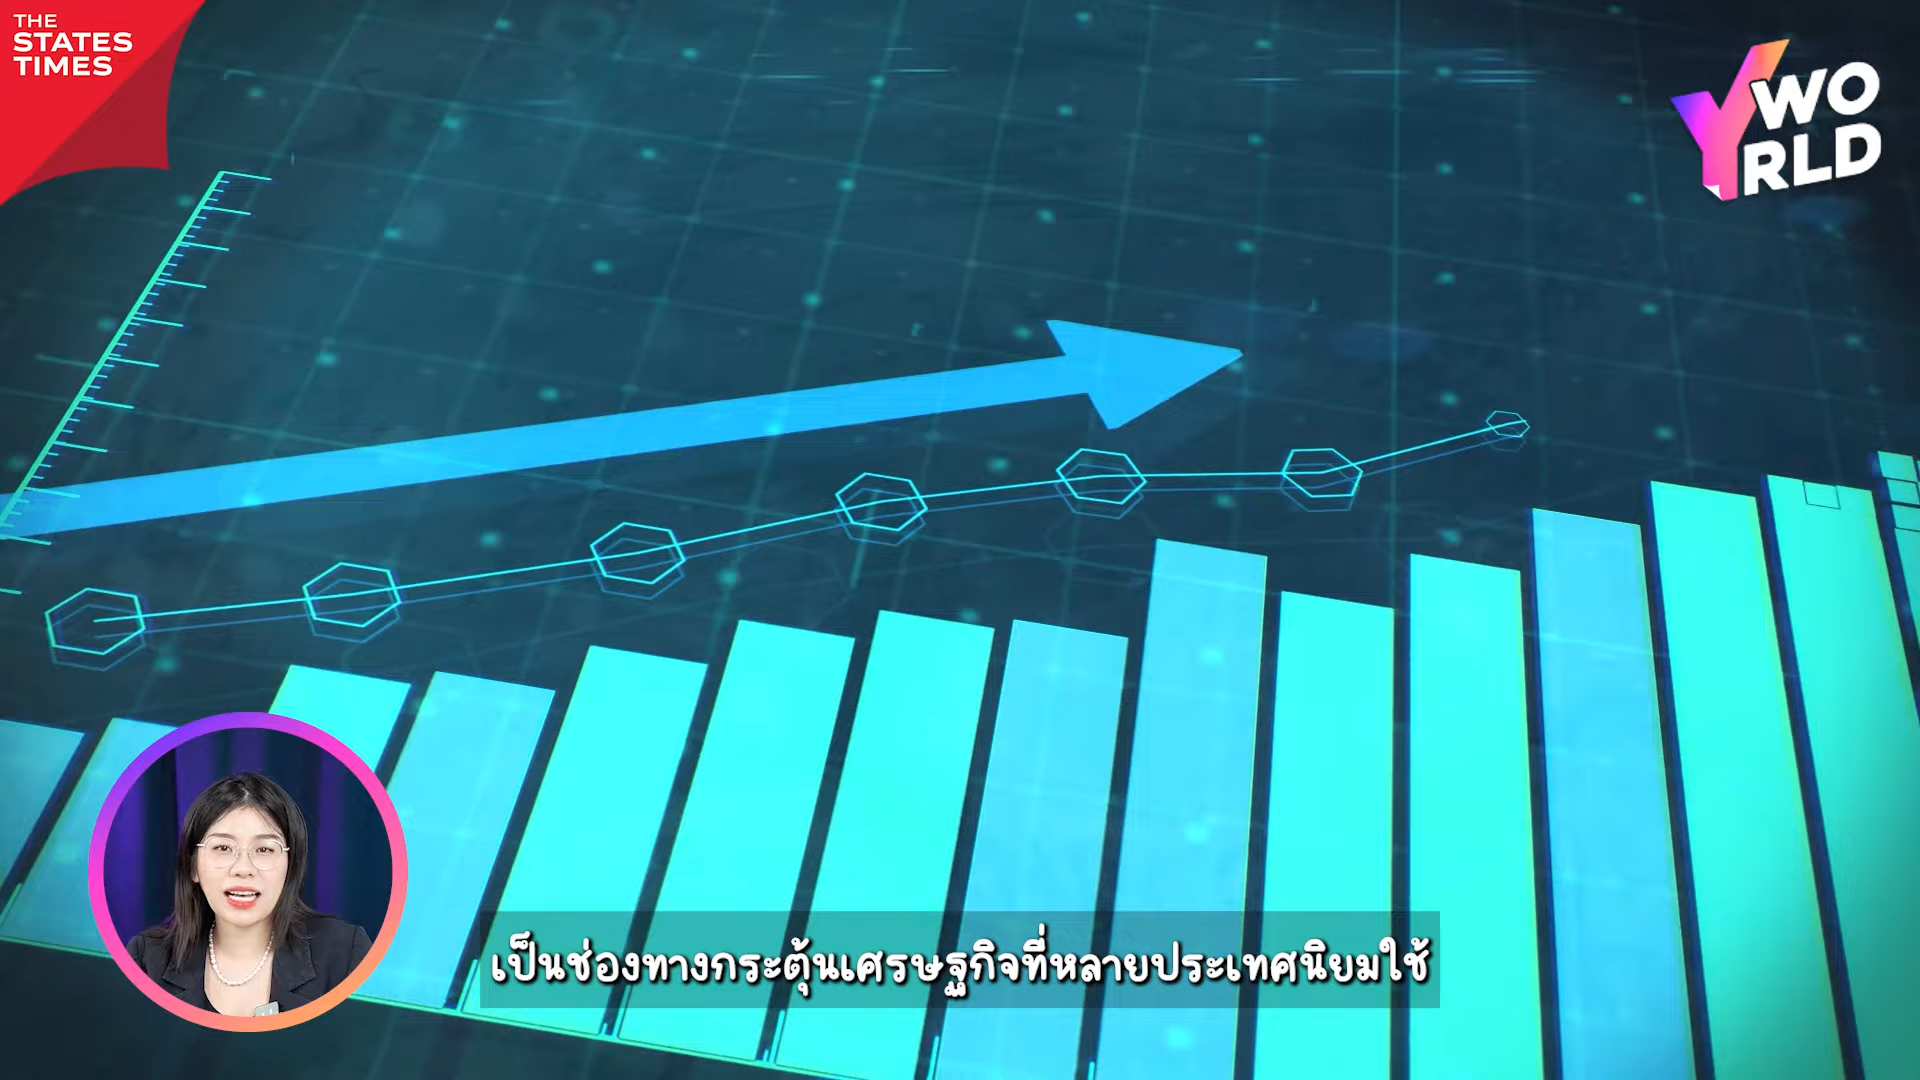 THE
STATES
TIMES
YWO
RLD
เป็นช่องทางกระตุ้นเศรษฐกิจที่หลายประเทศนิยมใช้